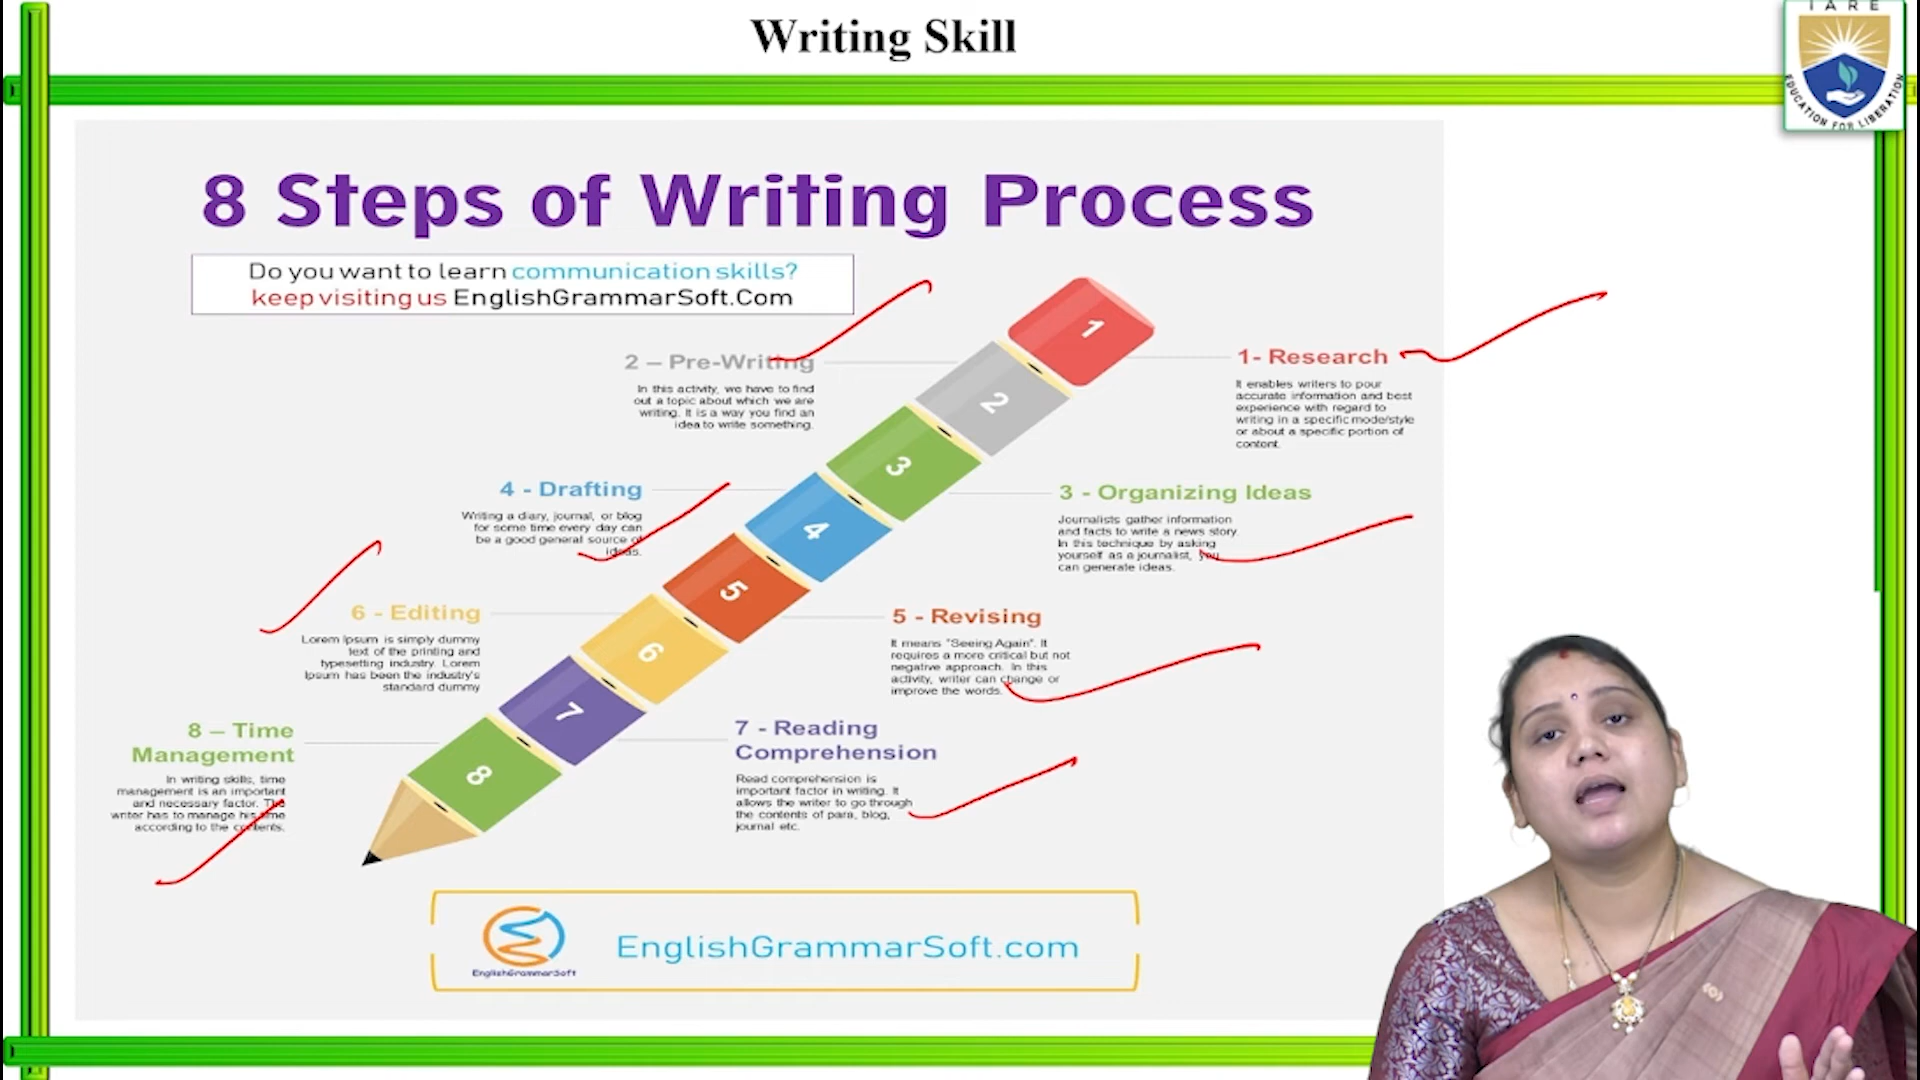 Writing Skill
IARE
EDUCATION FOR LIBERATION
8 Steps of Writing Process
Do you want to learn communication skills?
keep visiting us EnglishGrammarSoft.Com
1
1- Research
It enables writers to pour
accurate information and best
experience with regard to
writing in a specific mode/style
or about a specific portion of
content.
2
2 – Pre-Writing
In this activity, we have to find
out a topic about which we are
writing. It is a way you find an
idea to write something.
3
3 - Organizing Ideas
Journalists gather information
and facts to write a news story.
In this technique by asking
yourself as a journalist, you
can generate ideas.
4
4 - Drafting
Writing a diary, journal, or blog
for some time every day can
be a good general source of
ideas.
5
5 - Revising
It means "Seeing Again". It
requires a more critical but not
negative approach. In this
activity, writer can change or
improve the words.
6
6 - Editing
Lorem Ipsum is simply dummy
text of the printing and
typesetting industry. Lorem
Ipsum has been the industry's
standard dummy
7
7 - Reading
Comprehension
Read comprehension is
important factor in writing. It
allows the writer to go through
the contents of para, blog,
journal etc.
8
8 – Time
Management
In writing skills, time
management is an important
and necessary factor. The
writer has to manage his time
according to the contents.
EnglishGrammarSoft
EnglishGrammarSoft.com